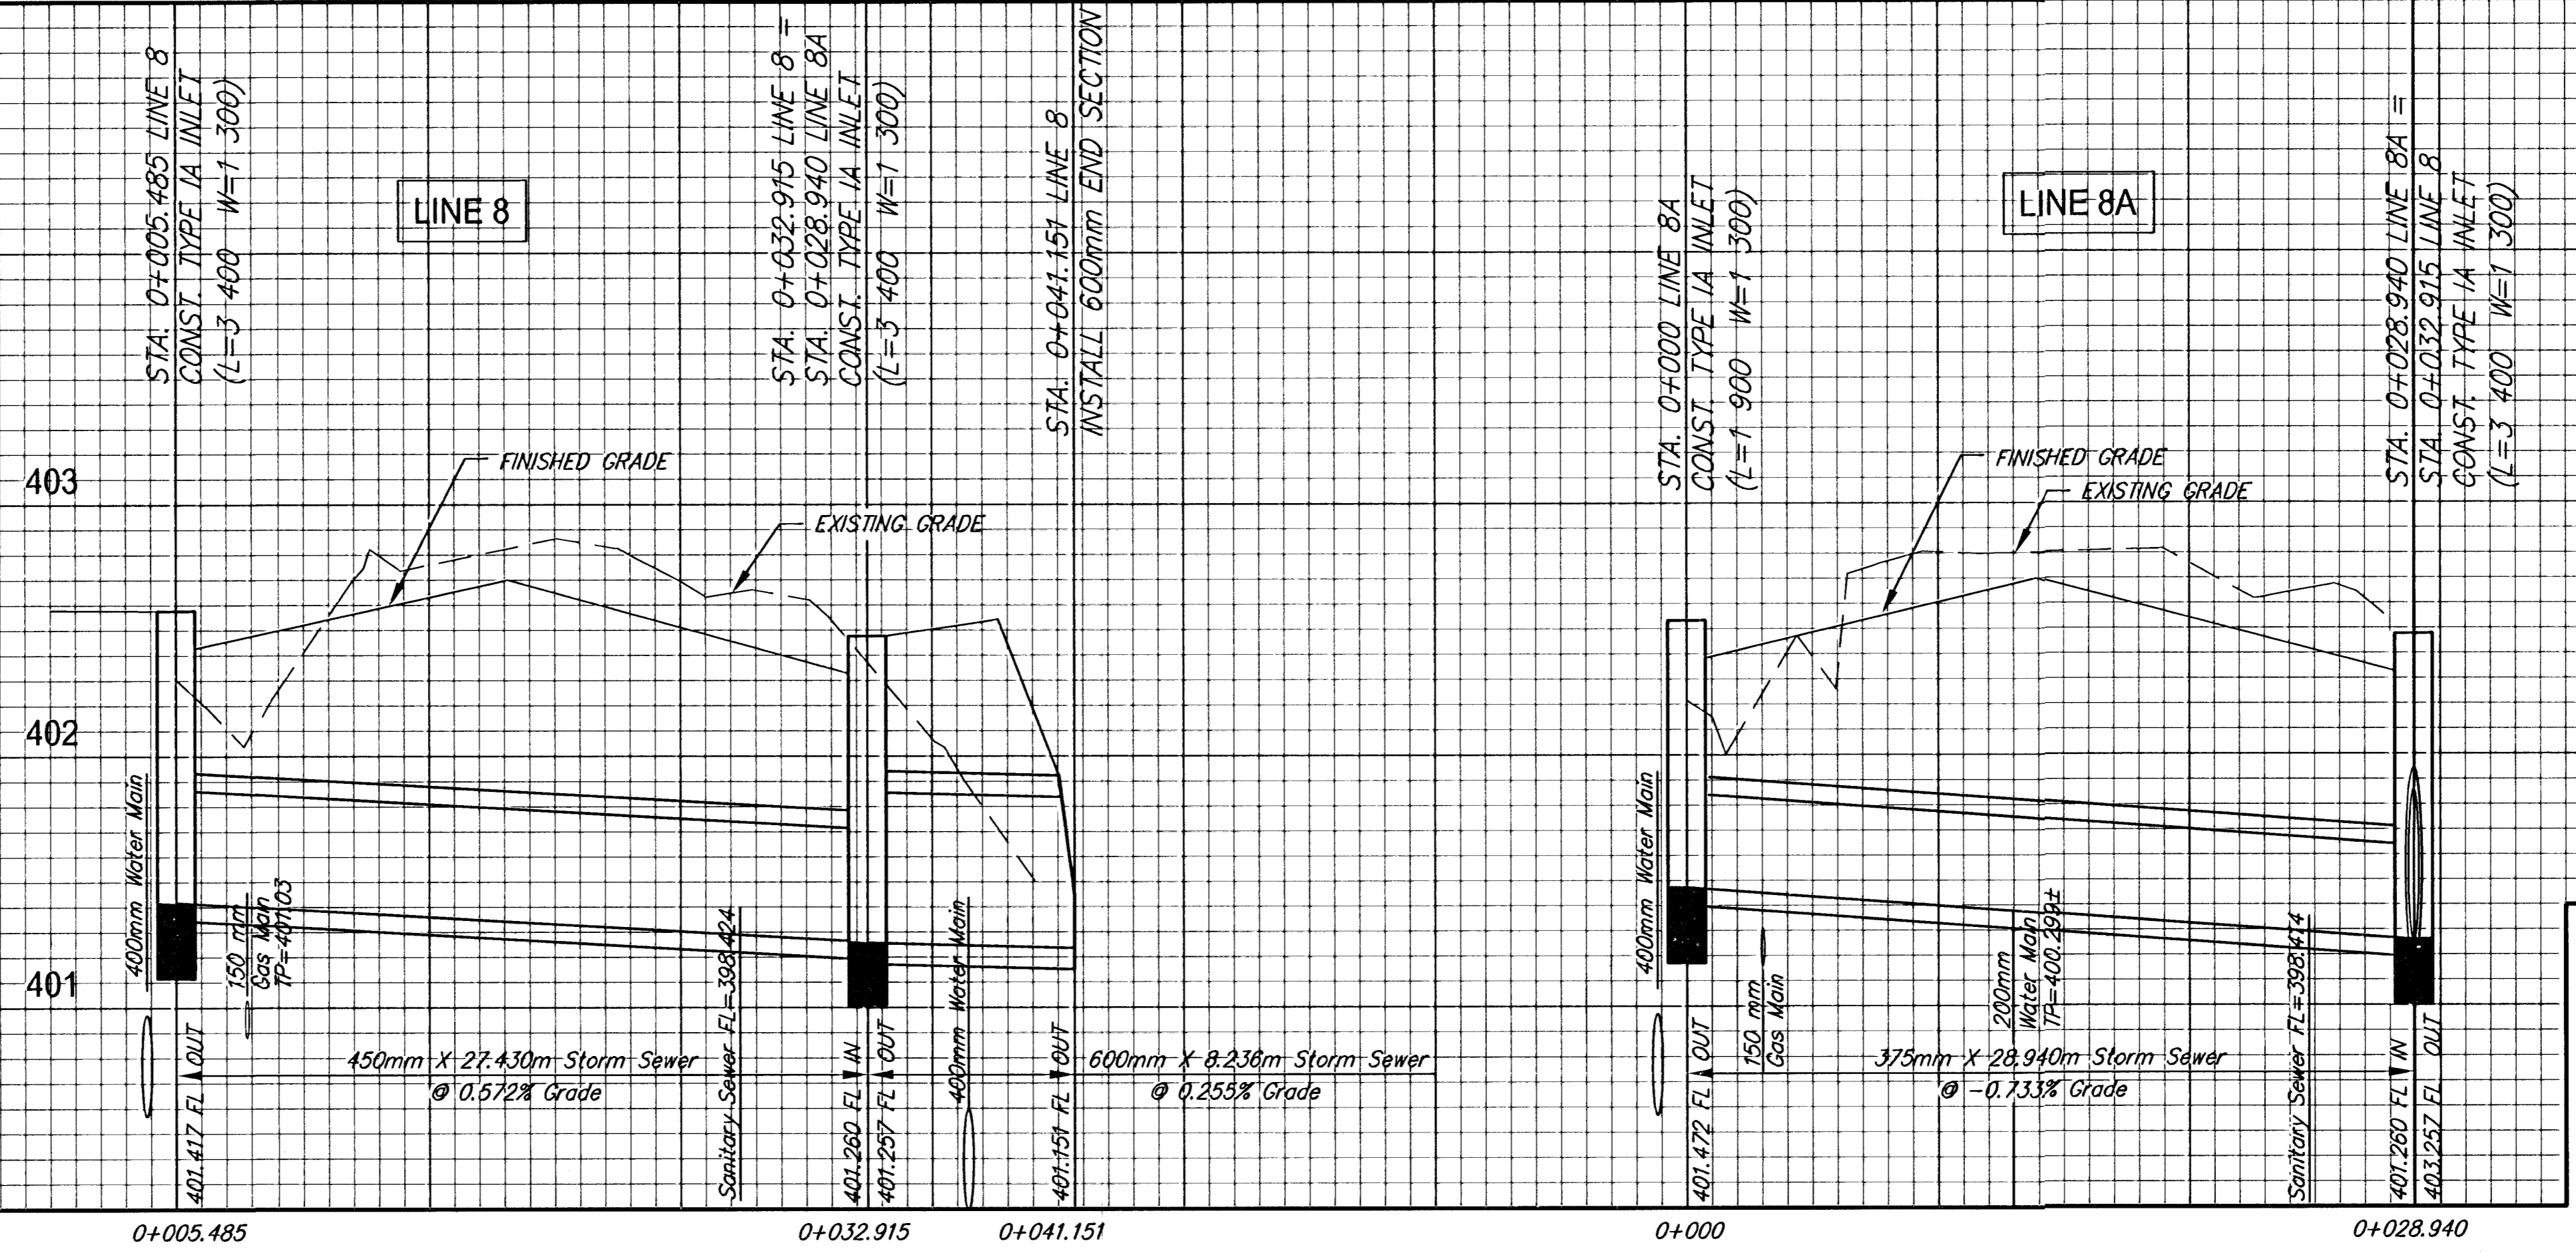 STA. 0+005.485 LINE 8
CONST. TYPE IA INLET
(L=3 400 W=1 300)
LINE 8
STA. 0+032.915 LINE 8 =
STA. 0+028.940 LINE 8A
CONST. TYPE IA INLET
(L=3 400 W=1 300)
STA. 0+041.151 LINE 8
INSTALL 600mm END SECTION
STA. 0+000 LINE 8A
CONST. TYPE IA INLET
(L=1 900 W=1 300)
LINE 8A
STA. 0+028.940 LINE 8A =
STA. 0+032.915 LINE 8
CONST. TYPE IA INLET
(L=3 400 W=1 300)
403
402
401
FINISHED GRADE
EXISTING GRADE
FINISHED GRADE
EXISTING GRADE
400mm Water Main
150 mm
Gas Main
TP=401.03
Sanitary Sewer FL=398.424
400mm Water Main
400mm Water Main
150 mm
Gas Main
200mm
Water Main
TP=400.299±
Sanitary Sewer FL=398.474
401.417 FL OUT
450mm X 27.430m Storm Sewer
@ 0.572% Grade
401.260 FL IN
401.257 FL OUT
401.151 FL OUT
600mm X 8.236m Storm Sewer
@ 0.255% Grade
401.472 FL OUT
375mm X 28.940m Storm Sewer
@ -0.733% Grade
401.260 FL IN
403.257 FL OUT
0+005.485
0+032.915
0+041.151
0+000
0+028.940